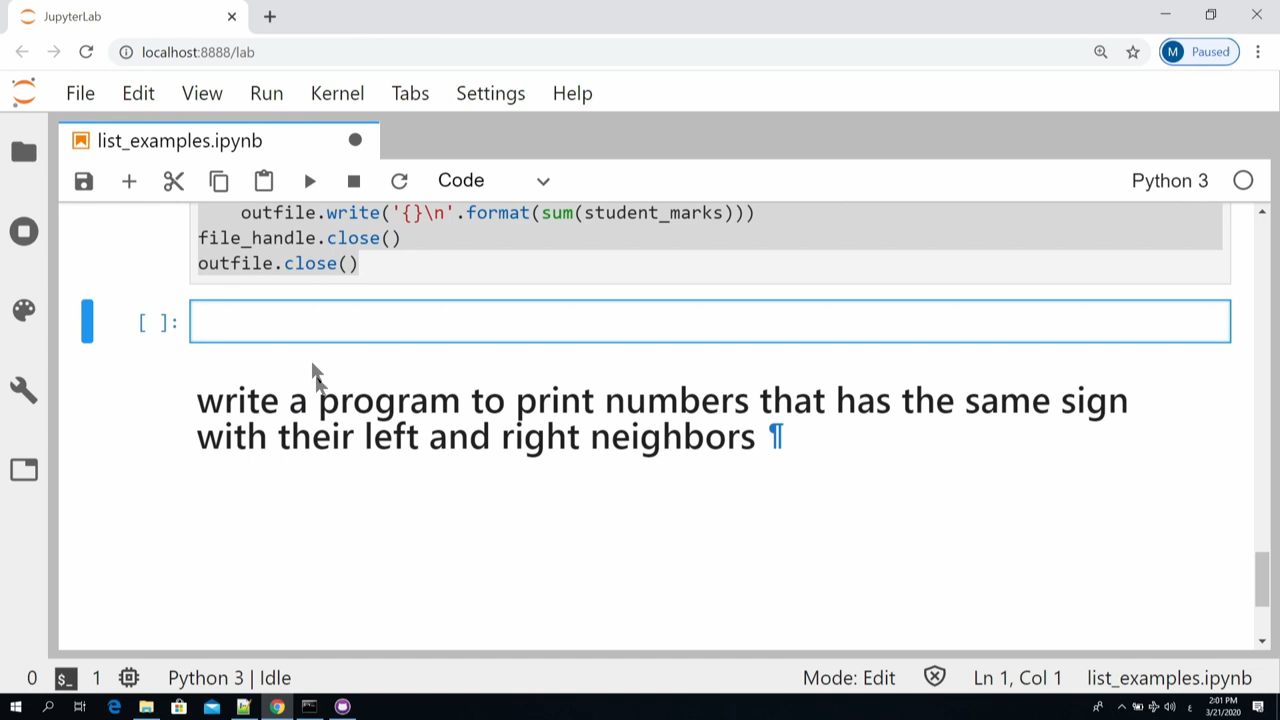 JupyterLab
localhost:8888/lab
M Paused
File Edit View Run Kernel Tabs Settings Help
list_examples.ipynb
Code Python 3
outfile.write('{}\n'.format(sum(student_marks)))
file_handle.close()
outfile.close()
[ ]:
write a program to print numbers that has the same sign
with their left and right neighbors ¶
0 $_ 1 Python 3 | Idle Mode: Edit Ln 1, Col 1 list_examples.ipynb
2:01 PM
3/21/2020